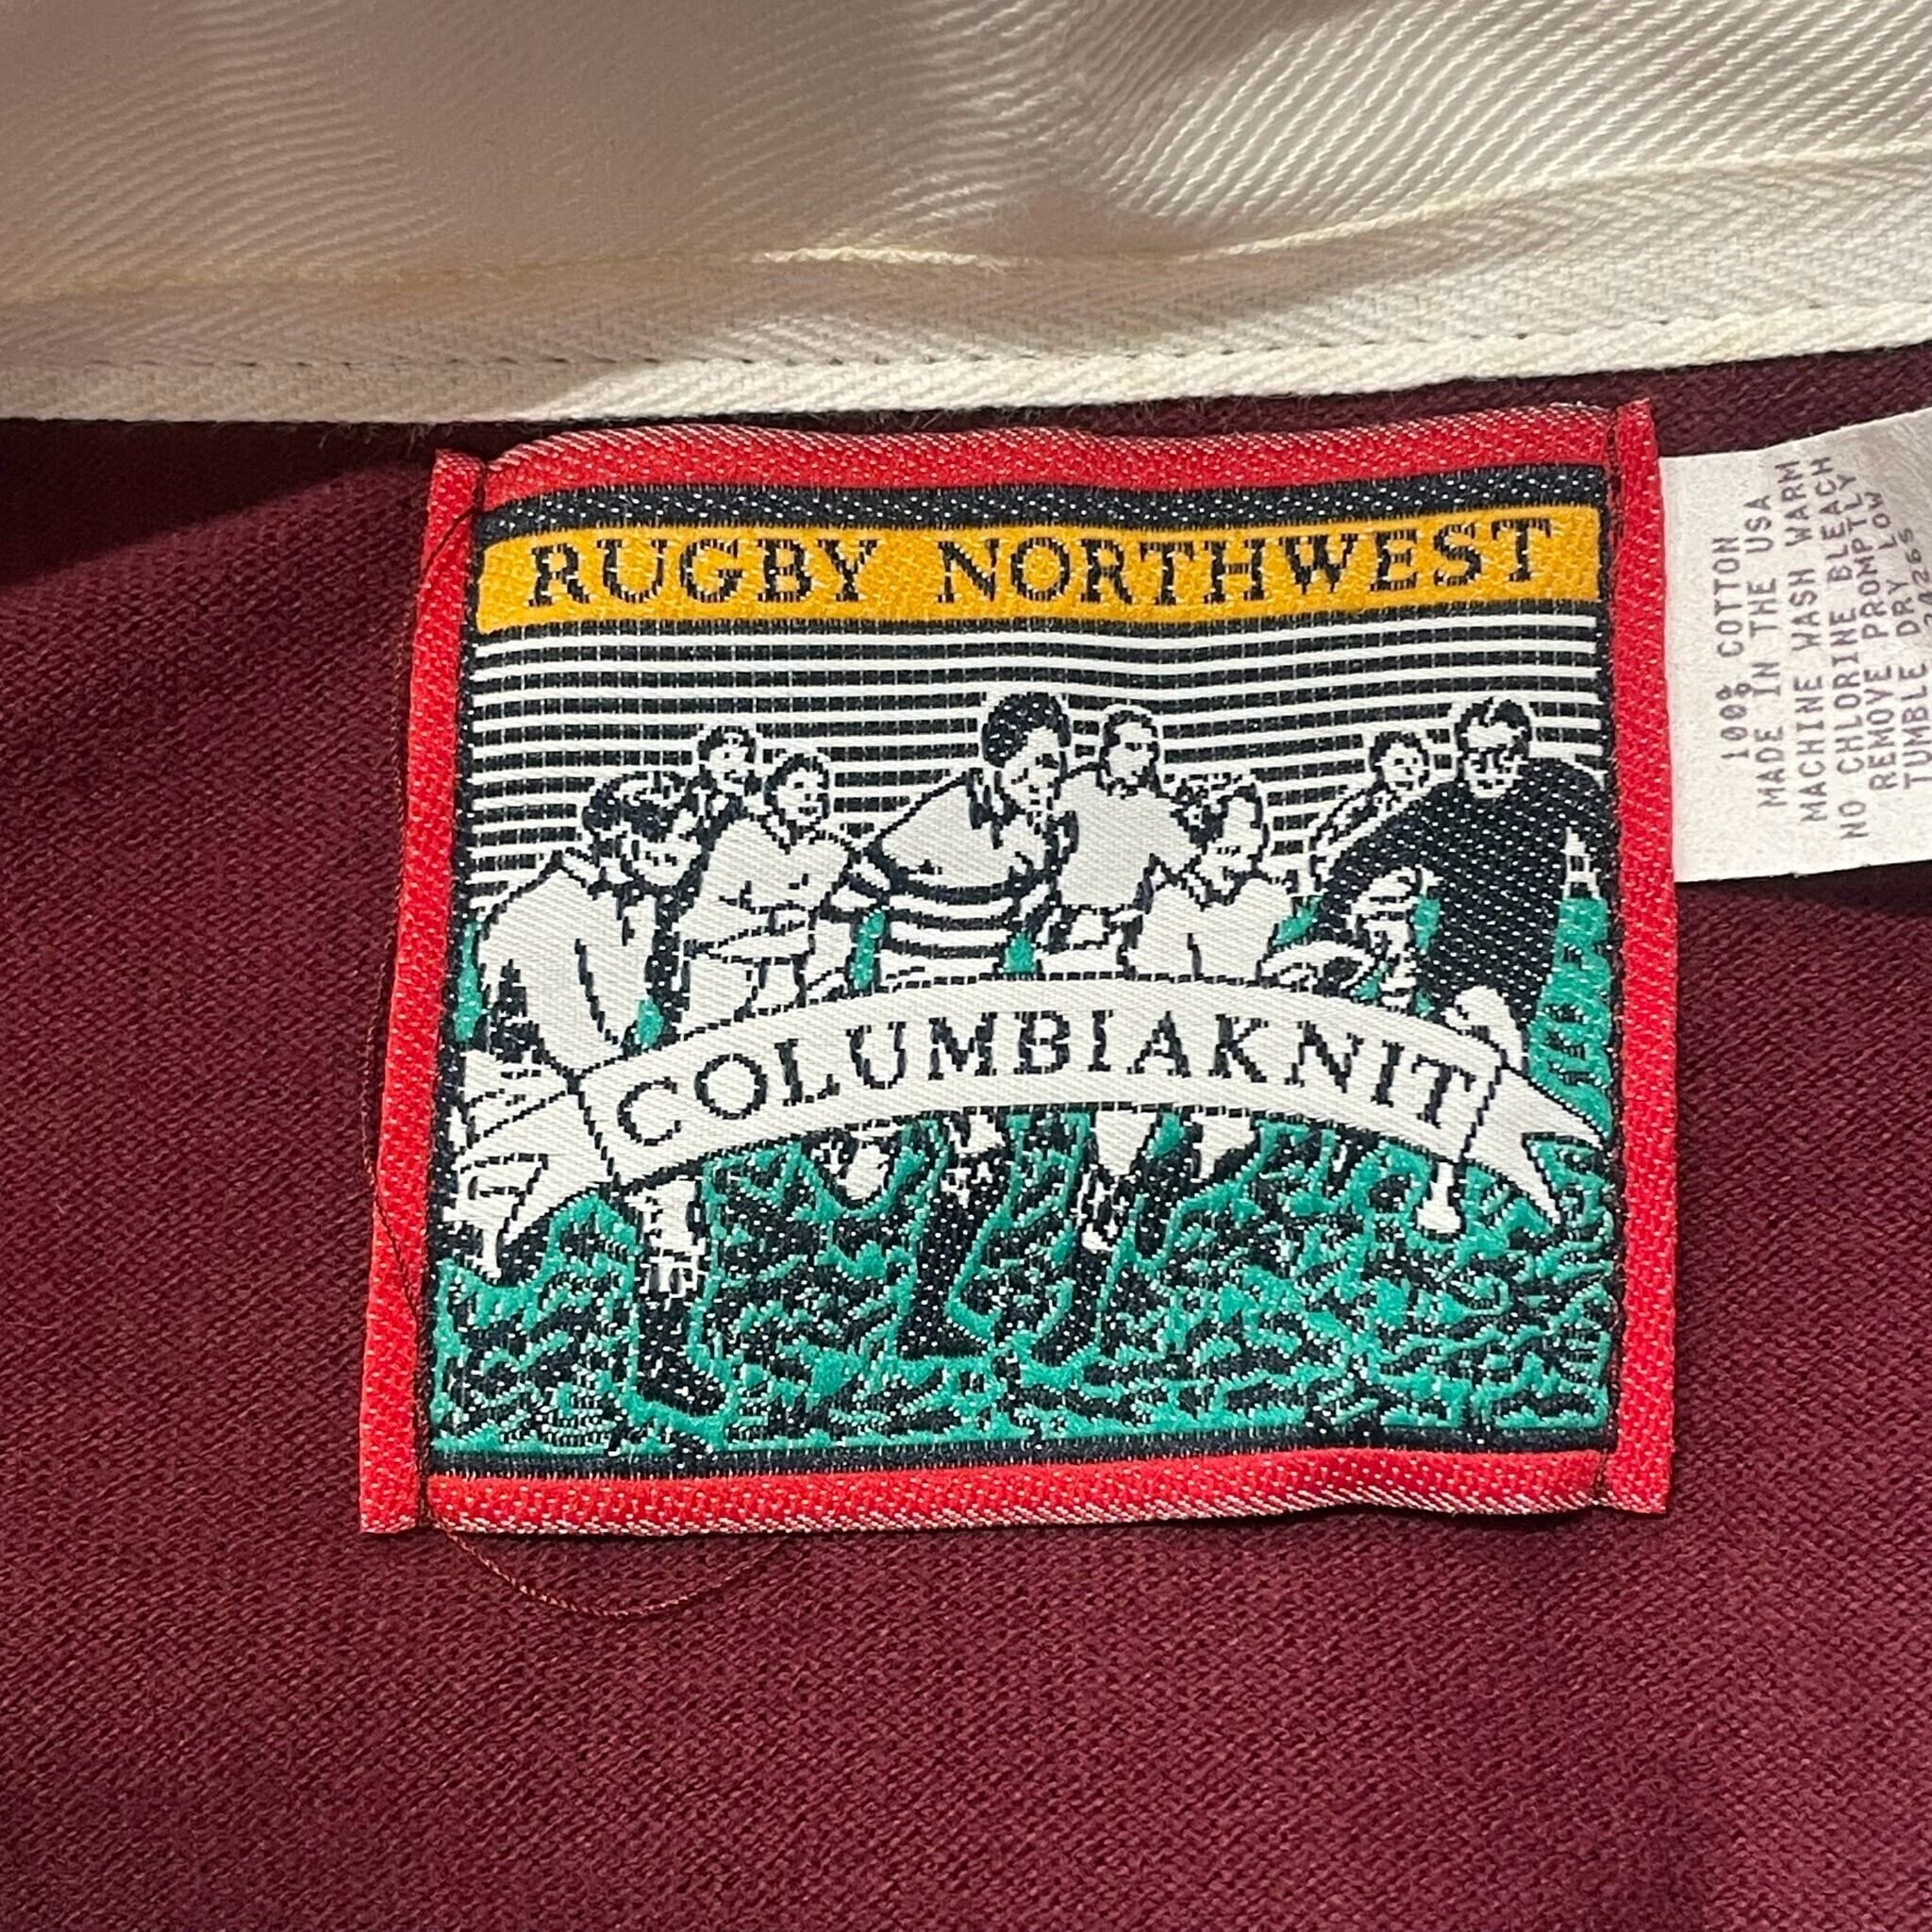 RUGBY NORTHWEST
COLUMBIAKNIT
100% COTTON
MADE IN THE USA
MACHINE WASH WARM
NO CHLORINE BLEACH
REMOVE PROMPTLY
TUMBLE DRY LOW